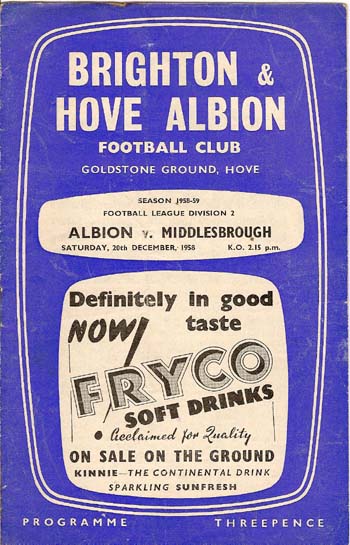 BRIGHTON &
HOVE ALBION
FOOTBALL CLUB
GOLDSTONE GROUND, HOVE
SEASON 1958-59
FOOTBALL LEAGUE DIVISION 2
ALBION v. MIDDLESBROUGH
SATURDAY, 20th DECEMBER, 1958 K.O. 2.15 p.m.
Definitely in good
NOW! taste
FRYCO
SOFT DRINKS
• Acclaimed for Quality
ON SALE ON THE GROUND
KINNIE—THE CONTINENTAL DRINK
SPARKLING SUNFRESH
PROGRAMME THREEPENCE